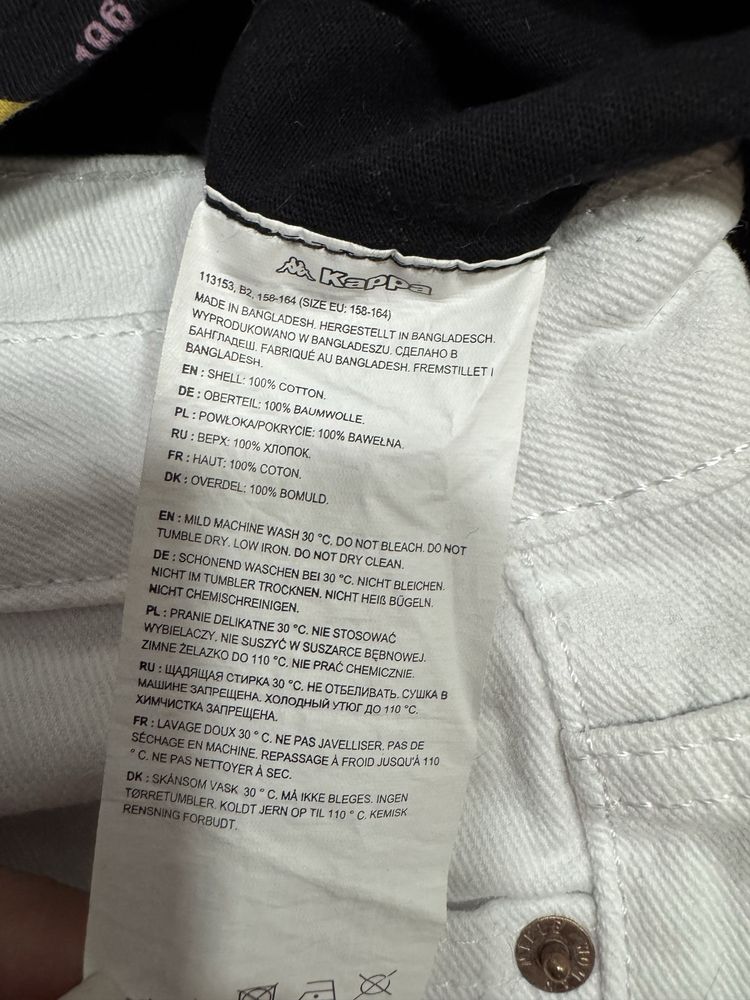 196
Kappa
113153, B2, 158-164 (SIZE EU: 158-164)
MADE IN BANGLADESH. HERGESTELLT IN BANGLADESCH.
WYPRODUKOWANO W BANGLADESZU. СДЕЛАНО В
БАНГЛАДЕШ. FABRIQUÉ AU BANGLADESH. FREMSTILLET I
BANGLADESH.
EN : SHELL: 100% COTTON.
DE : OBERTEIL: 100% BAUMWOLLE.
PL : POWŁOKA/POKRYCIE: 100% BAWEŁNA.
RU : ВЕРХ: 100% ХЛОПОК.
FR : HAUT: 100% COTON.
DK : OVERDEL: 100% BOMULD.
EN : MILD MACHINE WASH 30 °C. DO NOT BLEACH. DO NOT
TUMBLE DRY. LOW IRON. DO NOT DRY CLEAN.
DE : SCHONEND WASCHEN BEI 30 °C. NICHT BLEICHEN.
NICHT IM TUMBLER TROCKNEN. NICHT HEIß BÜGELN.
NICHT CHEMISCHREINIGEN.
PL : PRANIE DELIKATNE 30 °C. NIE STOSOWAĆ
WYBIELACZY. NIE SUSZYĆ W SUSZARCE BĘBNOWEJ.
ZIMNE ŻELAZKO DO 110 °C. NIE PRAĆ CHEMICZNIE.
RU : ЩАДЯЩАЯ СТИРКА 30 °C. НЕ ОТБЕЛИВАТЬ. СУШКА В
МАШИНЕ ЗАПРЕЩЕНА. ХОЛОДНЫЙ УТЮГ ДО 110 °C.
ХИМЧИСТКА ЗАПРЕЩЕНА.
FR : LAVAGE DOUX 30 ° C. NE PAS JAVELLISER. PAS DE
SÉCHAGE EN MACHINE. REPASSAGE À FROID JUSQU'À 110
° C. NE PAS NETTOYER À SEC.
DK : SKÅNSOM VASK 30 ° C. MÅ IKKE BLEGES. INGEN
TØRRETUMBLER. KOLDT JERN OP TIL 110 ° C. KEMISK
RENSNING FORBUDT.